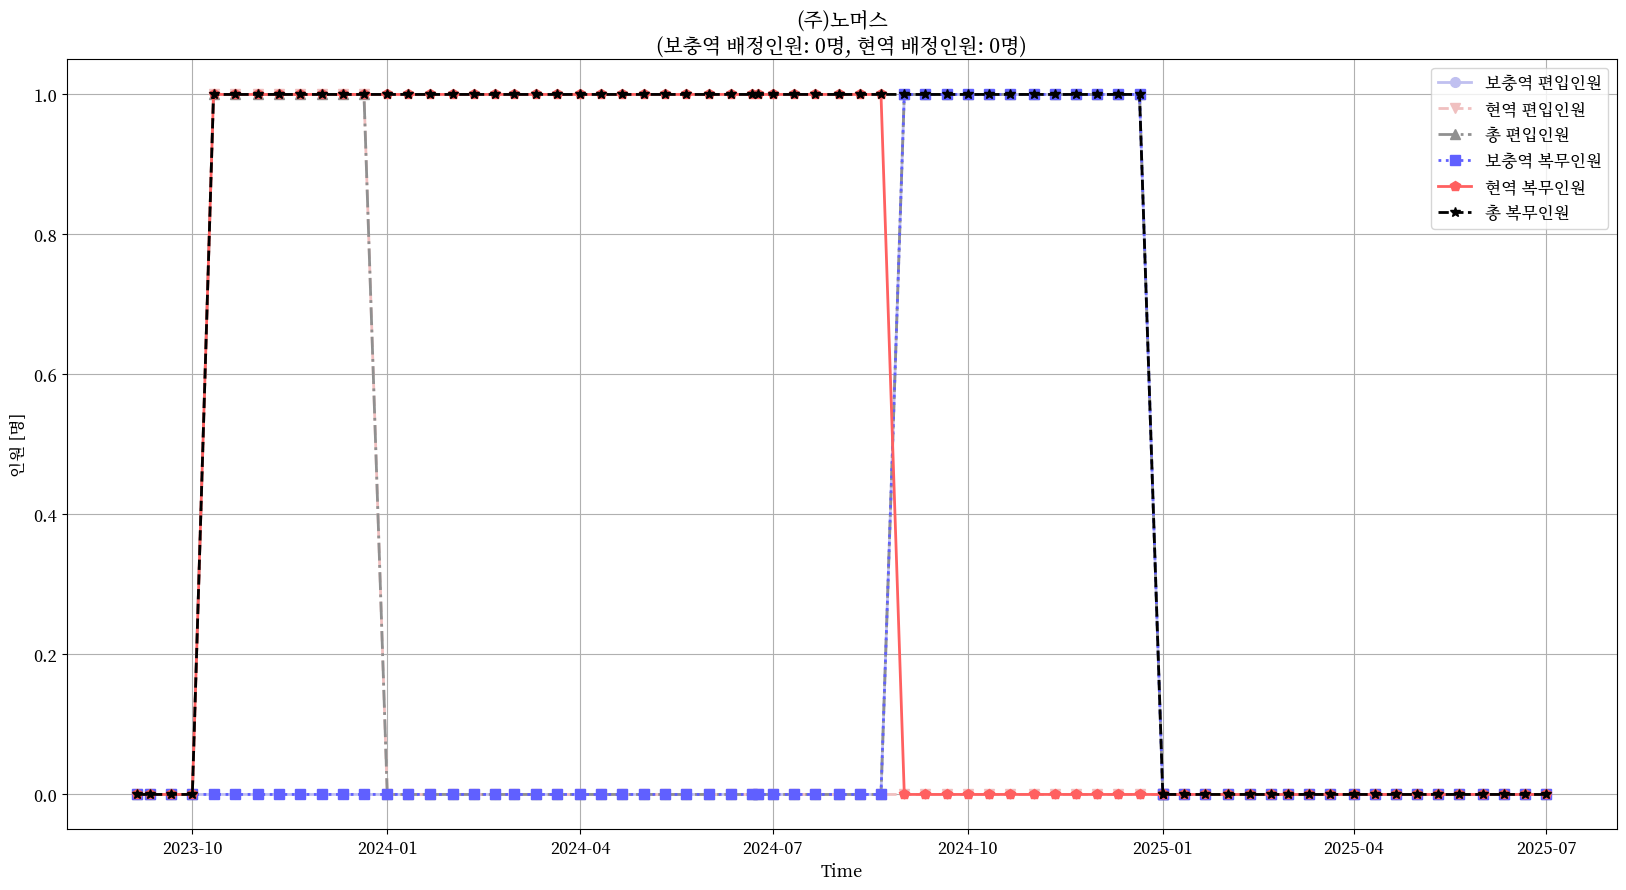 (주)노머스
(보충역 배정인원: 0명, 현역 배정인원: 0명)
보충역 편입인원
현역 편입인원
총 편입인원
보충역 복무인원
현역 복무인원
총 복무인원
1.0
0.8
0.6
0.4
0.2
0.0
인원 [명]
2023-10
2024-01
2024-04
2024-07
2024-10
2025-01
2025-04
2025-07
Time